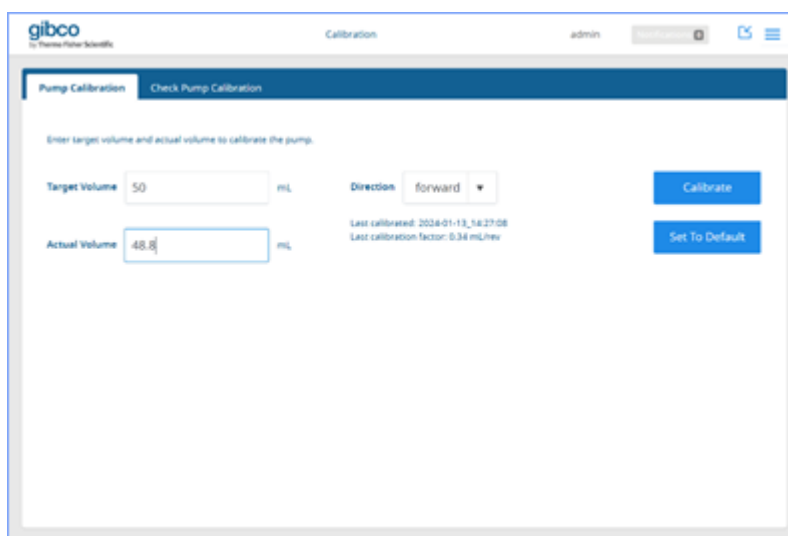 gibco
by Thermo Fisher Scientific
Calibration
admin
Notifications 0
Pump Calibration
Check Pump Calibration
Enter target volume and actual volume to calibrate the pump.
Target Volume 50 mL
Direction forward
Calibrate
Last calibrated: 2024-01-13_14:27:08
Last calibration factor: 0.34 mL/rev
Actual Volume 48.8 mL
Set To Default